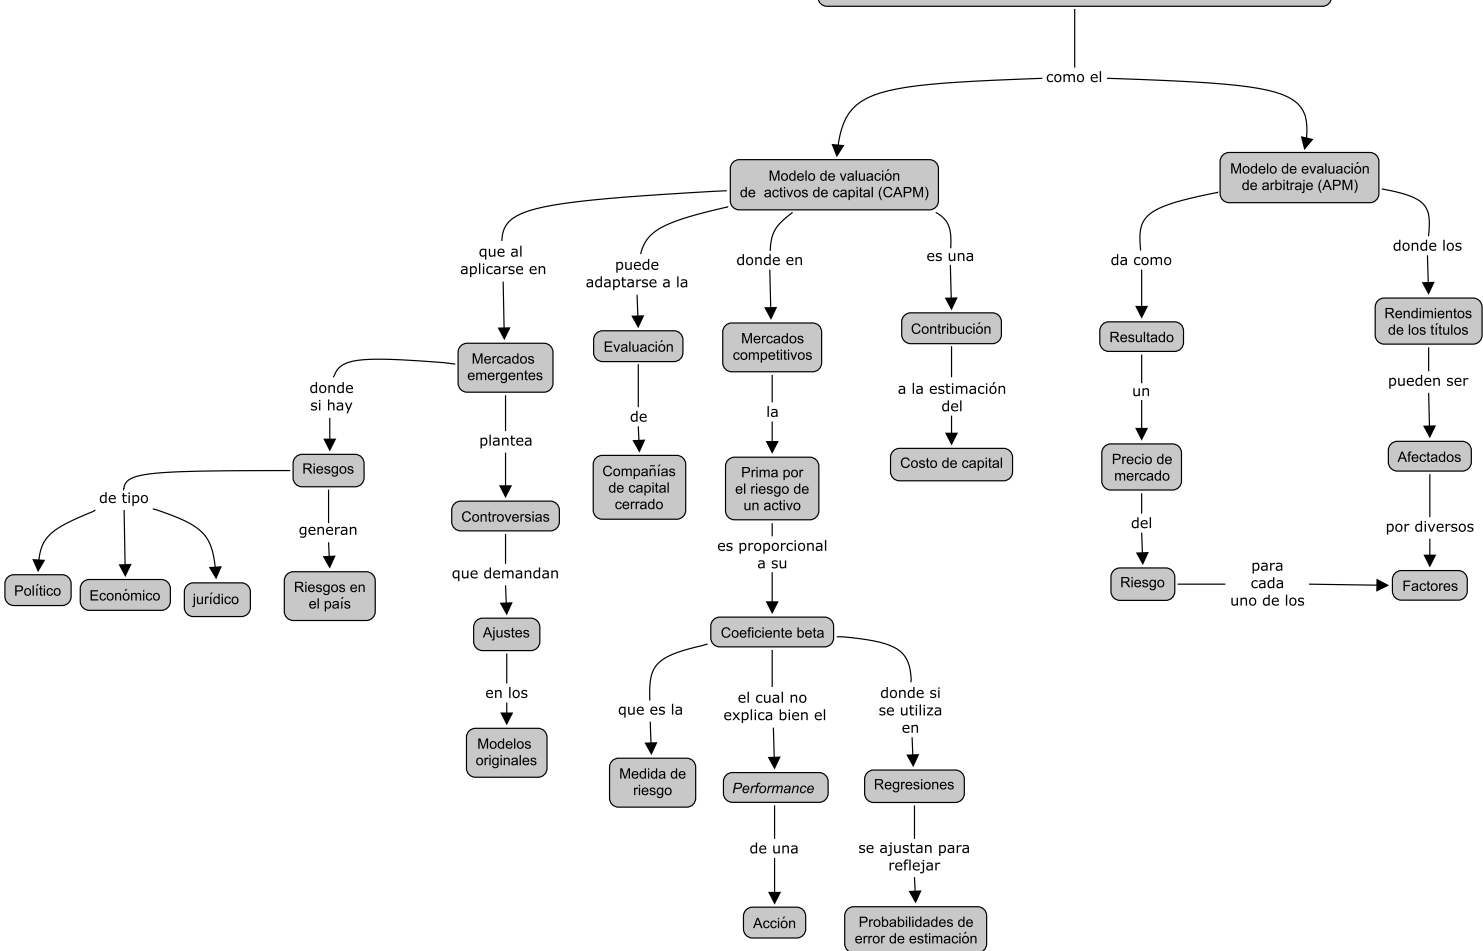 como el
Modelo de valuación
de activos de capital (CAPM)
Modelo de evaluación
de arbitraje (APM)
que al
aplicarse en
puede
adaptarse a la
donde en
es una
da como
donde los
Mercados
emergentes
Evaluación
Mercados
competitivos
Contribución
Resultado
Rendimientos
de los títulos
donde
si hay
plantea
de
la
a la estimación
del
un
pueden ser
Riesgos
Controversias
Compañías
de capital
cerrado
Prima por
el riesgo de
un activo
Costo de capital
Precio de
mercado
Afectados
de tipo
generan
que demandan
es proporcional
a su
del
por diversos
Político
Económico
jurídico
Riesgos en
el país
Ajustes
Coeficiente beta
Riesgo
para
cada
uno de los
Factores
en los
que es la
el cual no
explica bien el
donde si
se utiliza
en
Modelos
originales
Medida de
riesgo
Performance
Regresiones
de una
se ajustan para
reflejar
Acción
Probabilidades de
error de estimación